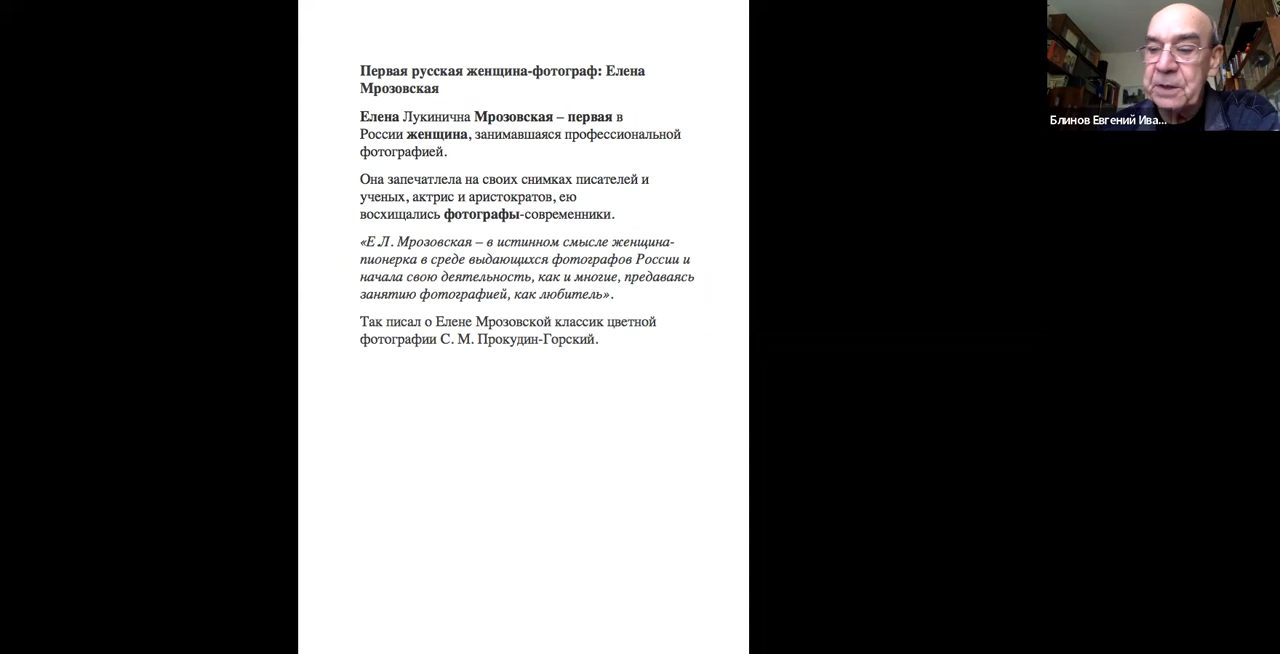 Первая русская женщина-фотограф: Елена
Мрозовская
Елена Лукинична Мрозовская – первая в
России женщина, занимавшаяся профессиональной
фотографией.
Она запечатлела на своих снимках писателей и
ученых, актрис и аристократов, ею
восхищались фотографы-современники.
«Е.Л. Мрозовская – в истинном смысле женщина-
пионерка в среде выдающихся фотографов России и
начала свою деятельность, как и многие, предаваясь
занятию фотографией, как любитель».
Так писал о Елене Мрозовской классик цветной
фотографии С. М. Прокудин-Горский.
Блинов Евгений Ива...